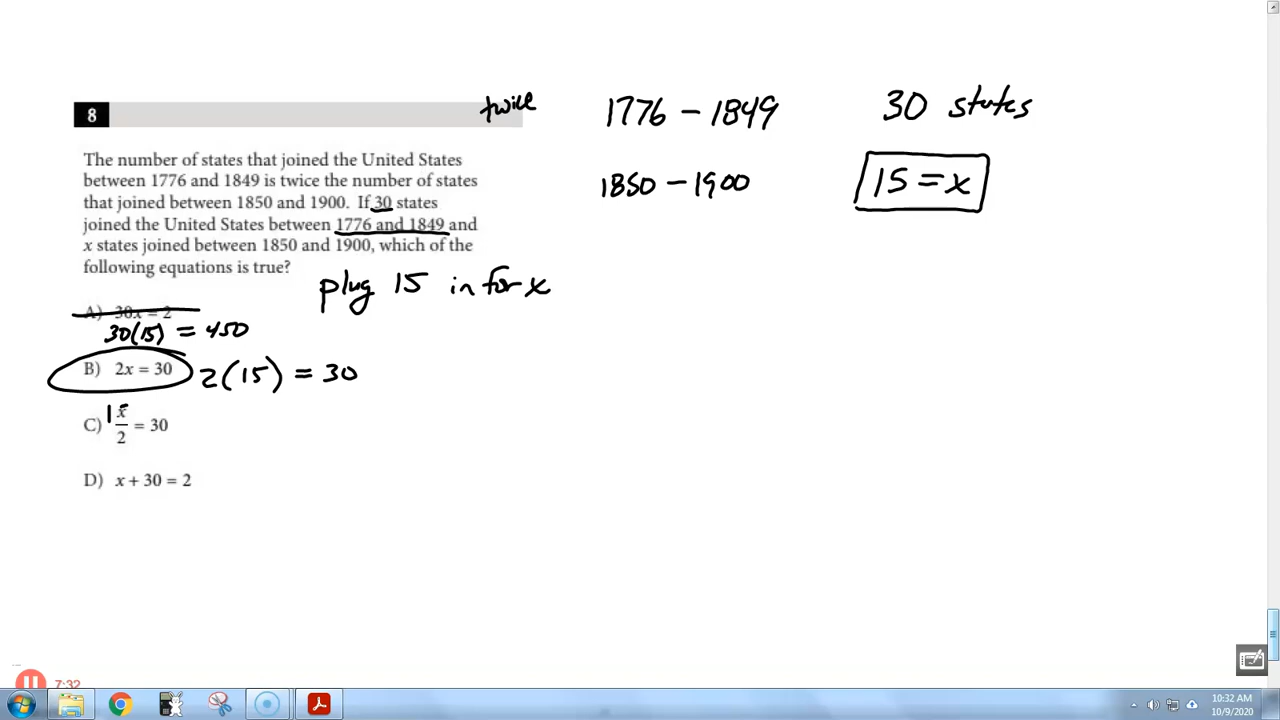 8
twice
The number of states that joined the United States
between 1776 and 1849 is twice the number of states
that joined between 1850 and 1900. If 30 states
joined the United States between 1776 and 1849 and
x states joined between 1850 and 1900, which of the
following equations is true?
1776 – 1849 30 states
1850 – 1900 15 = x
plug 15 in for x
A) 30x = 2
30(15) = 450
B) 2x = 30 2(15) = 30
C) x/2 = 30
D) x + 30 = 2
7:32
10:32 AM
10/9/2020